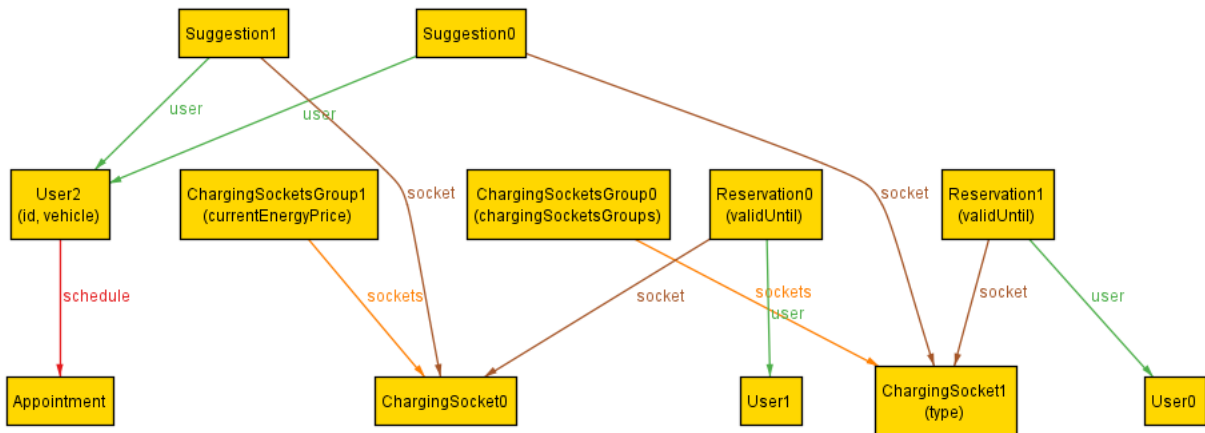 Suggestion1
Suggestion0
user
user
User2
(id, vehicle)
ChargingSocketsGroup1
(currentEnergyPrice)
socket
ChargingSocketsGroup0
(chargingSocketsGroups)
Reservation0
(validUntil)
socket
Reservation1
(validUntil)
schedule
sockets
socket
sockets
user
socket
user
Appointment
ChargingSocket0
User1
ChargingSocket1
(type)
User0